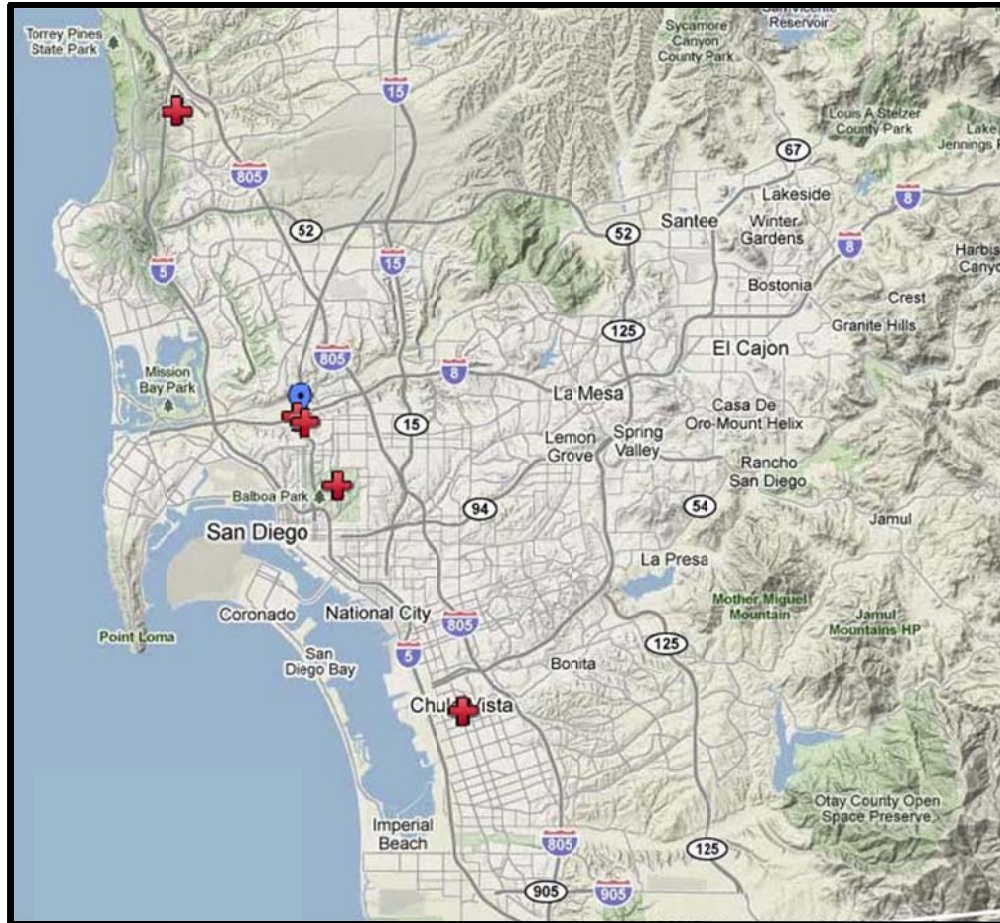 San Vicente
Reservoir
Torrey Pines
State Park
Sycamore
Canyon
County Park
15
Louis A Stelzer
County Park
Lake
Jennings
67
805
Lakeside
8
52
Santee
Winter
Gardens
52
8
5
15
Harbis
Canyo
Bostonia
Crest
125
Granite Hills
805
El Cajon
8
Mission
Bay Park
La Mesa
Casa De
Oro-Mount Helix
15
Lemon
Grove
Spring
Valley
Rancho
San Diego
Balboa Park
94
54
San Diego
Jamul
La Presa
Mother Miguel
Mountain
Coronado
National City
805
Jamul
Mountains HP
Point Loma
125
5
San
Diego Bay
Bonita
Chula Vista
Otay County Open
Space Preserve
Imperial
Beach
805
125
905
905